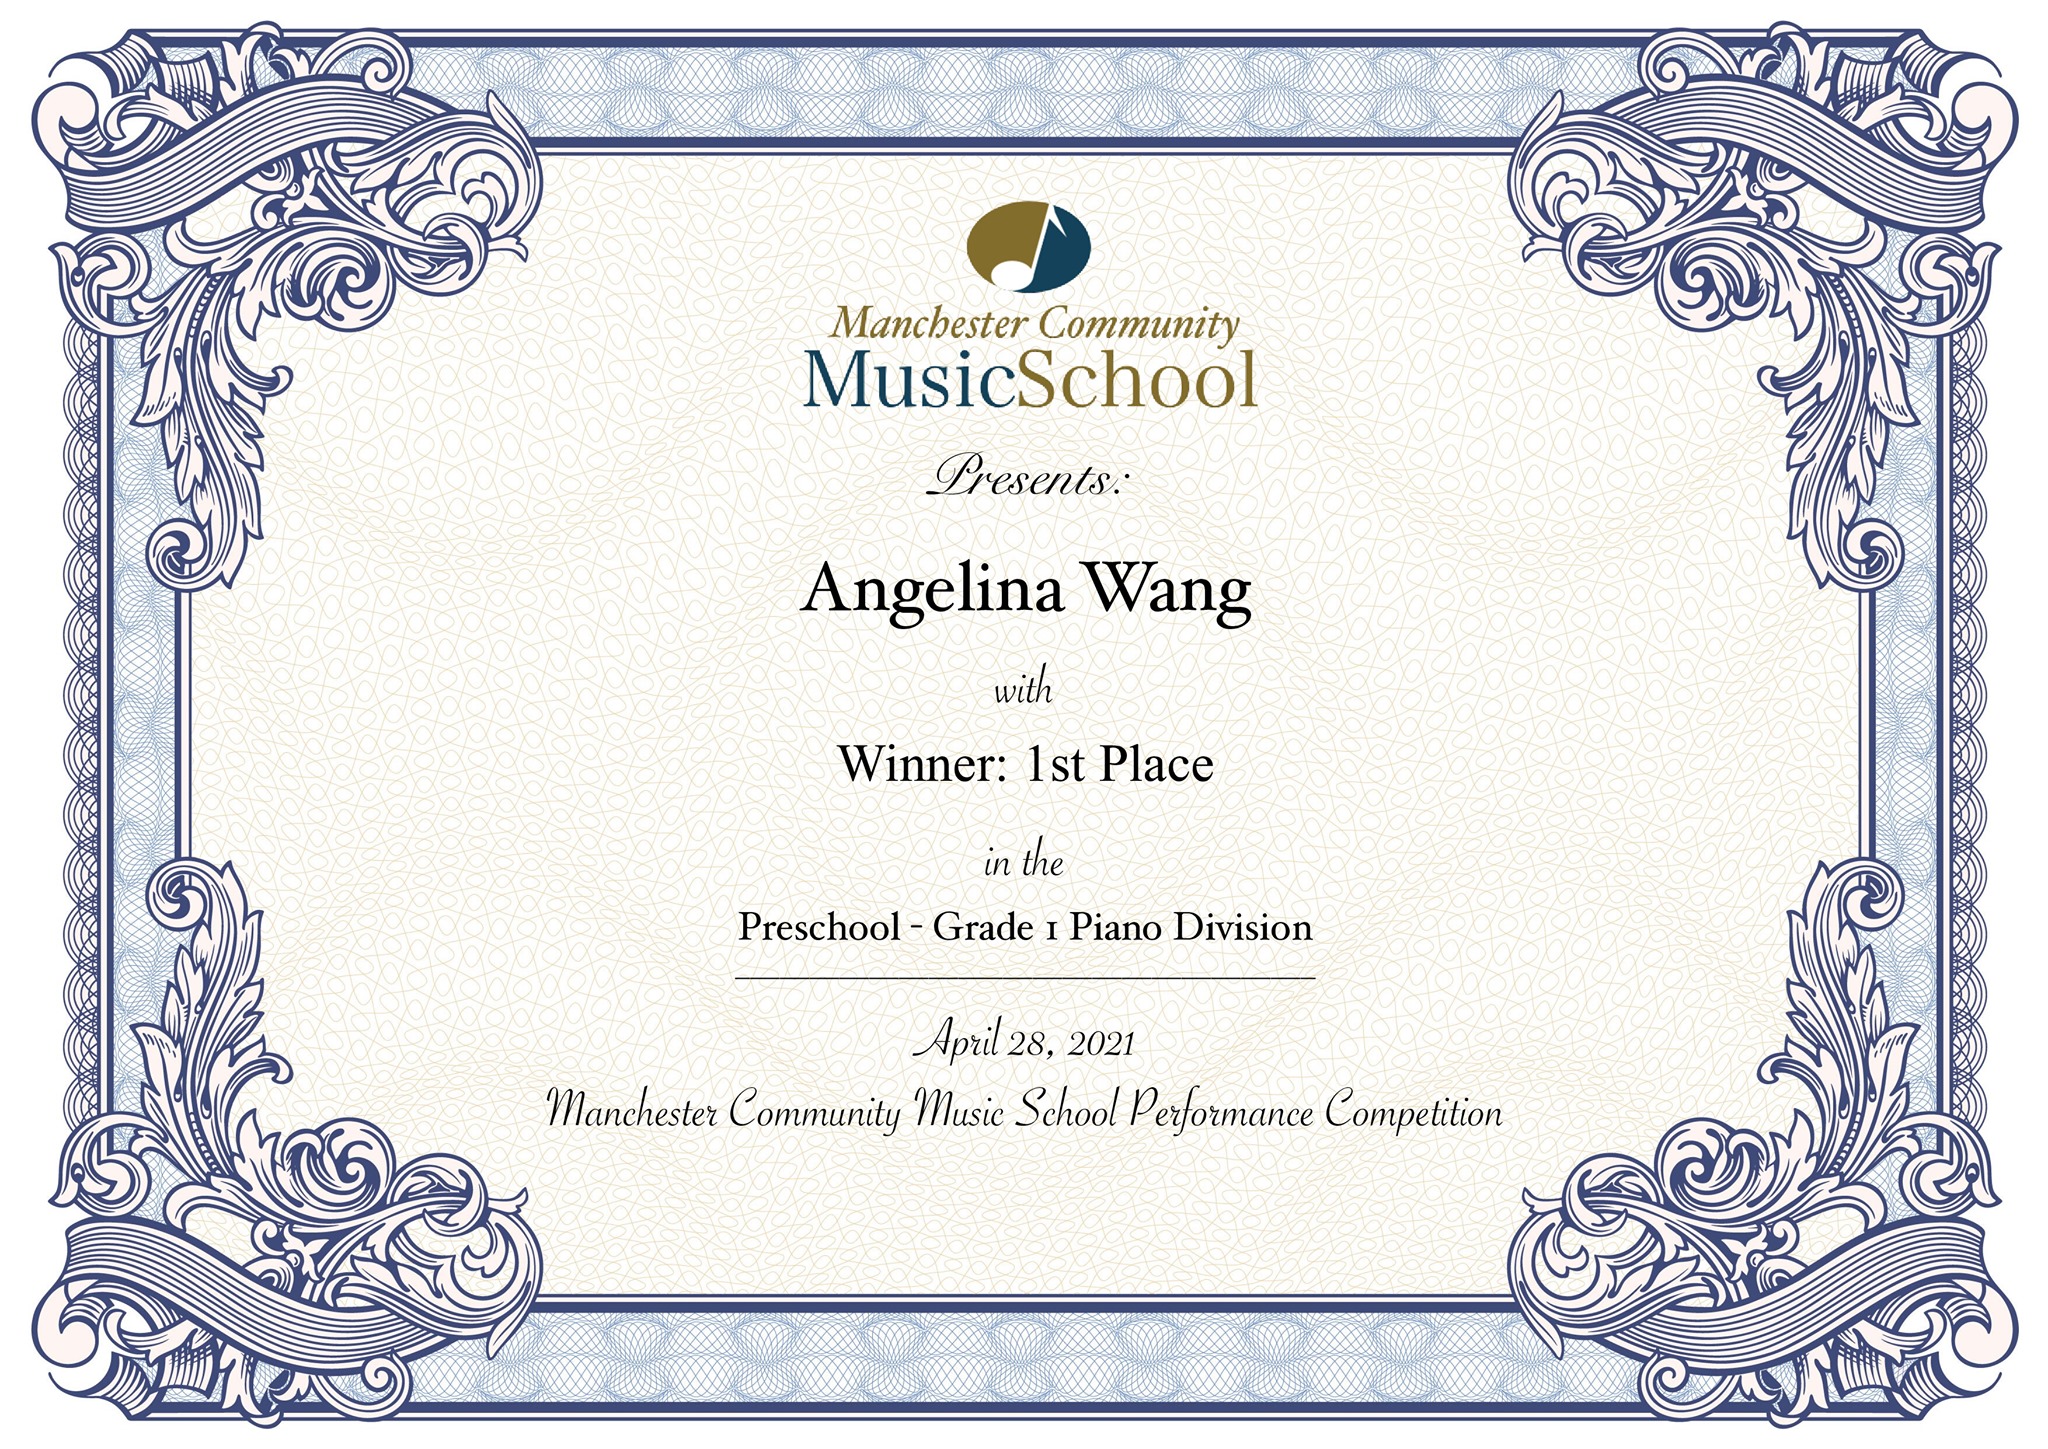 Manchester Community
MusicSchool
Presents:
Angelina Wang
with
Winner: 1st Place
in the
Preschool - Grade 1 Piano Division
April 28, 2021
Manchester Community Music School Performance Competition